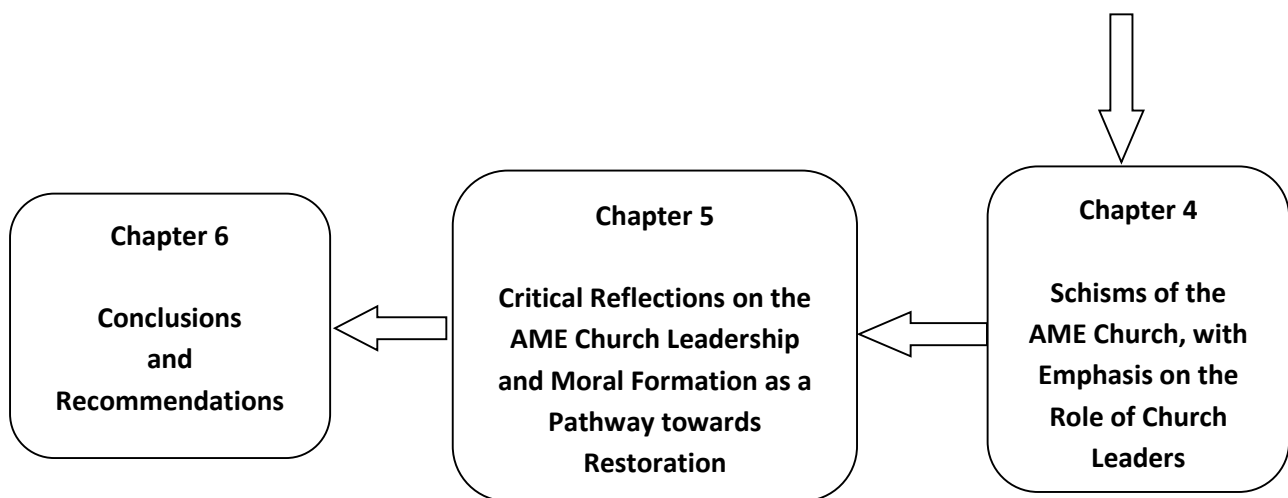 Chapter 4
Schisms of the
AME Church, with
Emphasis on the
Role of Church
Leaders
Chapter 5
Critical Reflections on the
AME Church Leadership
and Moral Formation as a
Pathway towards
Restoration
Chapter 6
Conclusions
and
Recommendations